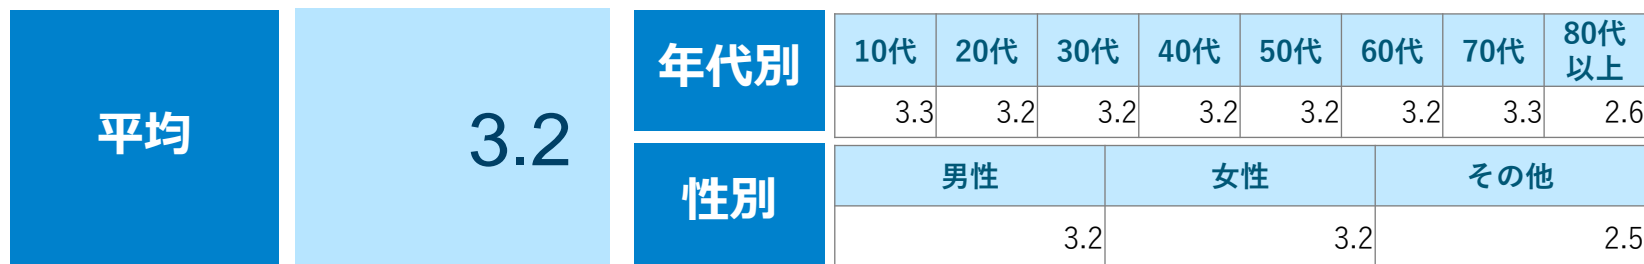 平均
3.2
年代別
10代 20代 30代 40代 50代 60代 70代 80代以上
3.3 3.2 3.2 3.2 3.2 3.2 3.3 2.6
性別
男性 女性 その他
3.2 3.2 2.5